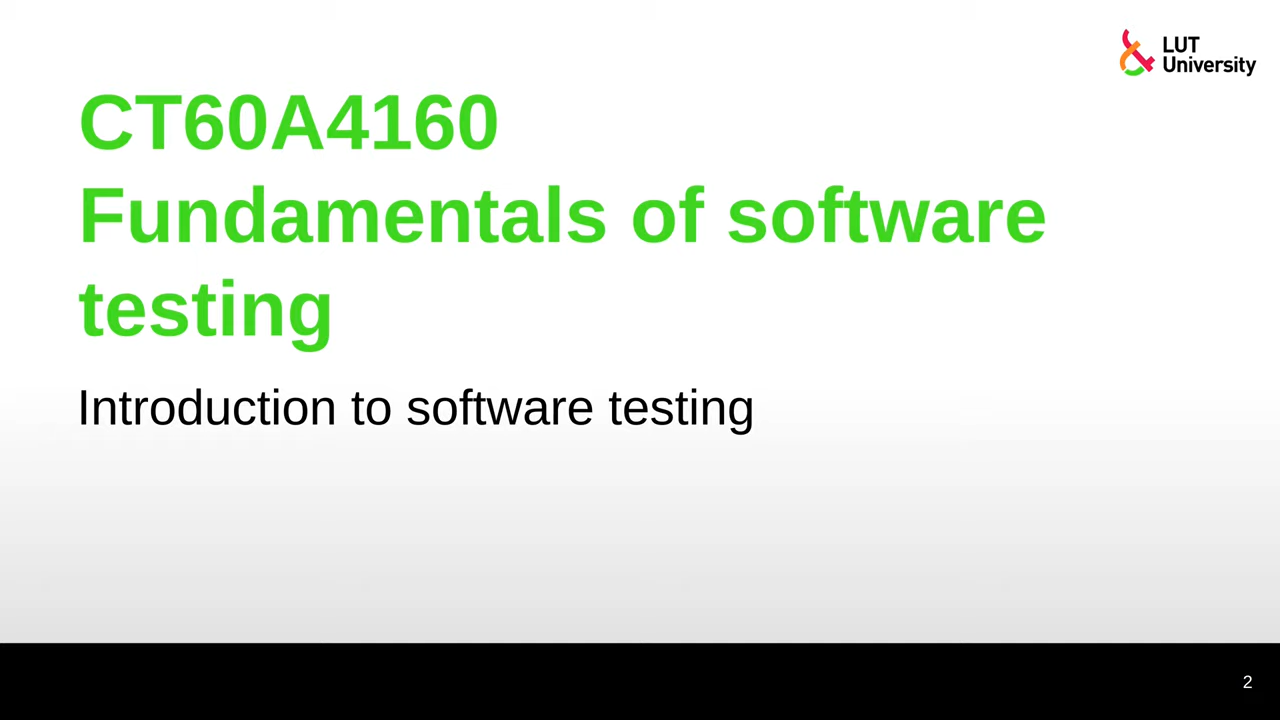 LUT
University
CT60A4160
Fundamentals of software
testing
Introduction to software testing
2